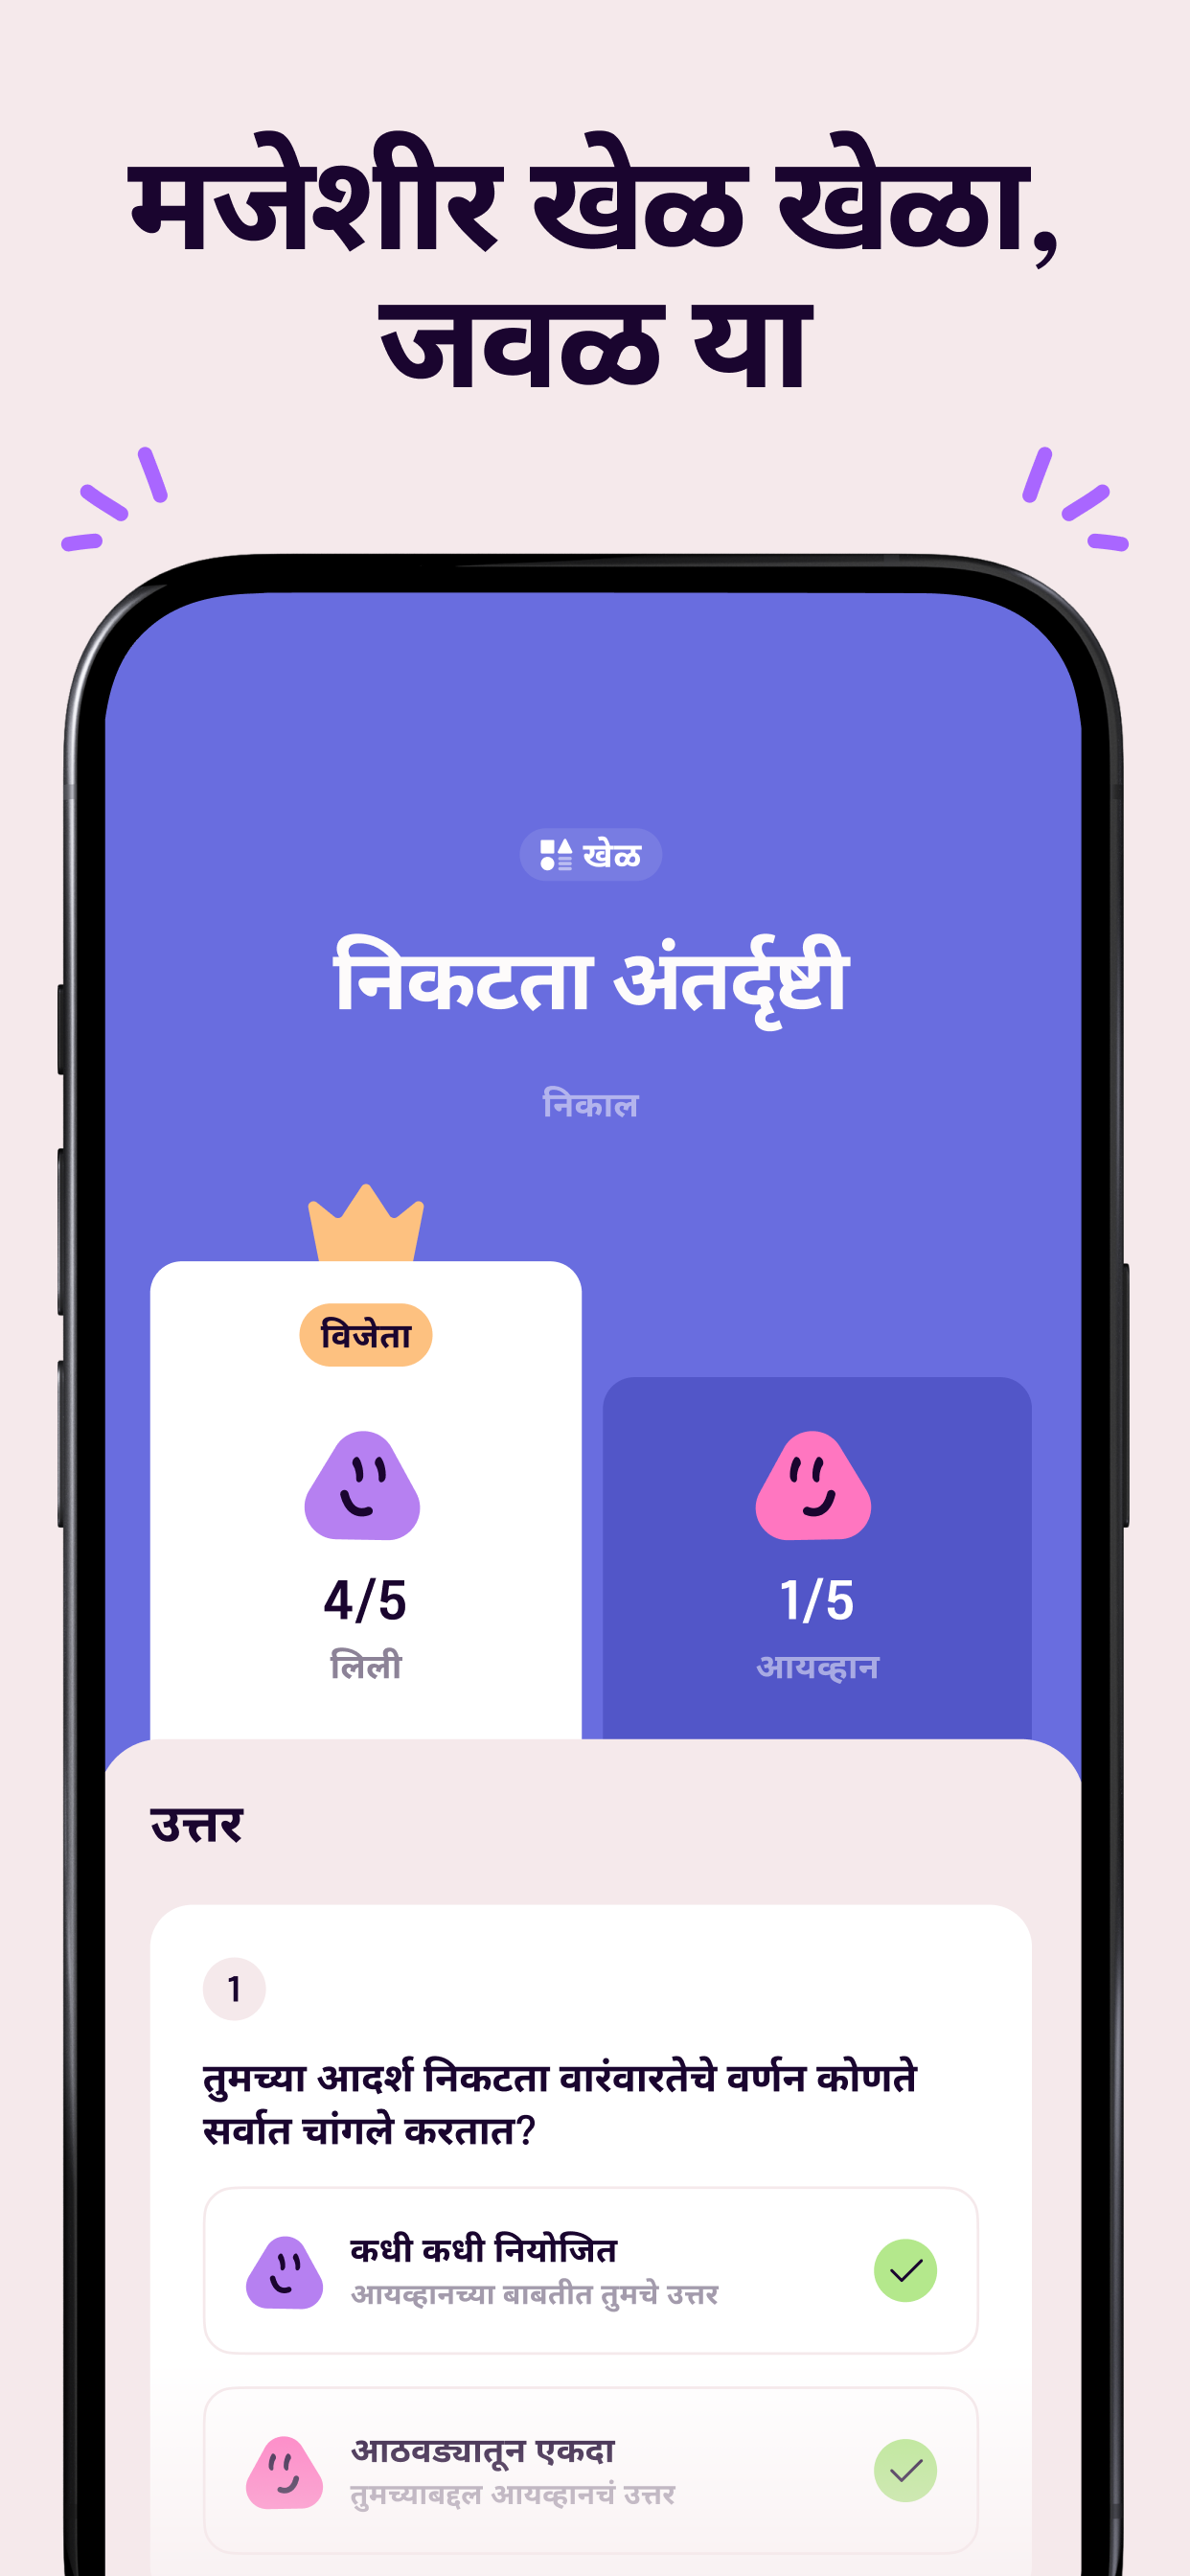 मजेशीर खेळ खेळा,
जवळ या
खेळ
निकटता अंतर्दृष्टी
निकाल
विजेता
4/5
लिली
1/5
आयव्हान
उत्तर
1
तुमच्या आदर्श निकटता वारंवारतेचे वर्णन कोणते
सर्वात चांगले करतात?
कधी कधी नियोजित
आयव्हानच्या बाबतीत तुमचे उत्तर
आठवड्यातून एकदा
तुमच्याबद्दल आयव्हानचं उत्तर